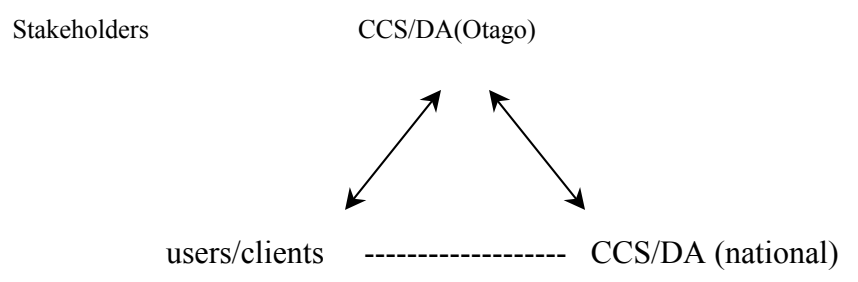 Stakeholders CCS/DA(Otago)
users/clients ------------------- CCS/DA (national)